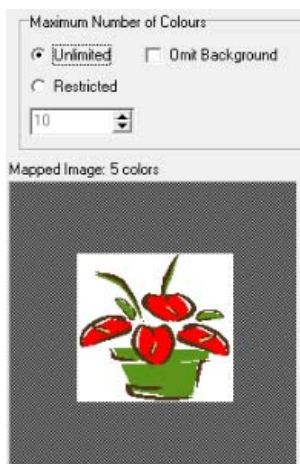 Maximum Number of Colours
Unlimited Omit Background
Restricted
10
Mapped Image: 5 colors